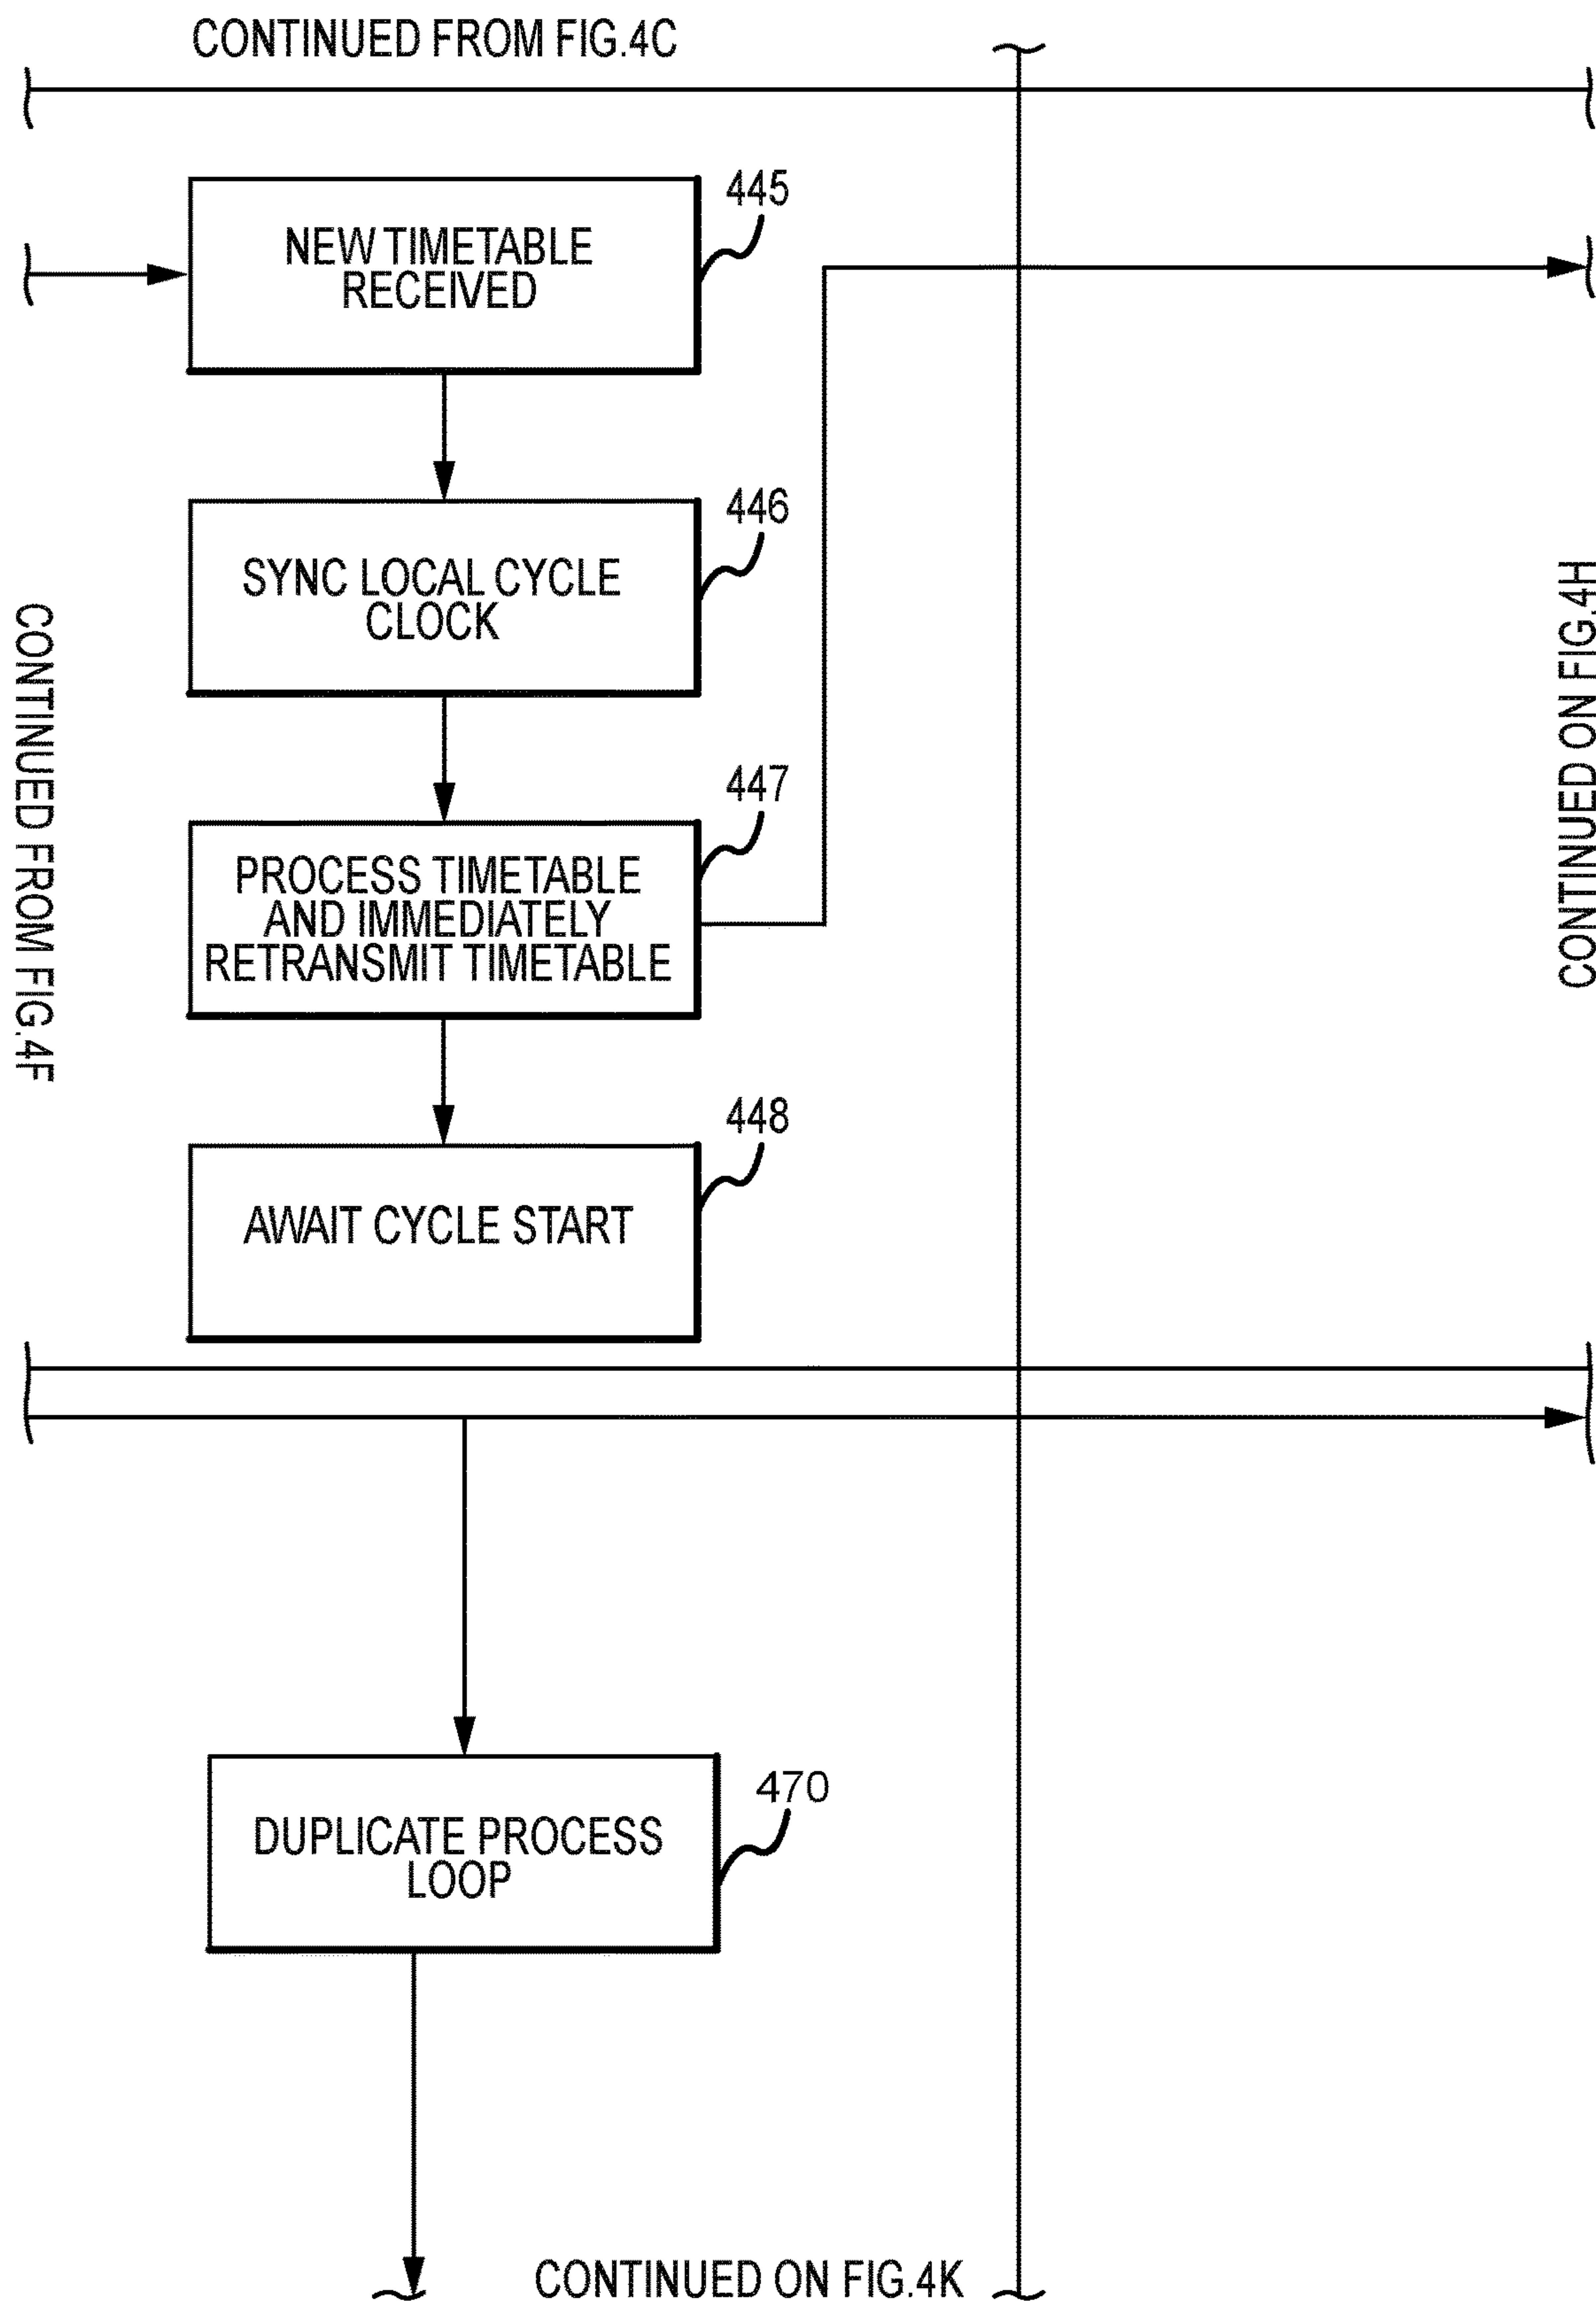 CONTINUED FROM FIG.4C
445
NEW TIMETABLE
RECEIVED
446
SYNC LOCAL CYCLE
CLOCK
CONTINUED FROM FIG.4F
CONTINUED ON FIG.4H
447
PROCESS TIMETABLE
AND IMMEDIATELY
RETRANSMIT TIMETABLE
448
AWAIT CYCLE START
470
DUPLICATE PROCESS
LOOP
CONTINUED ON FIG.4K